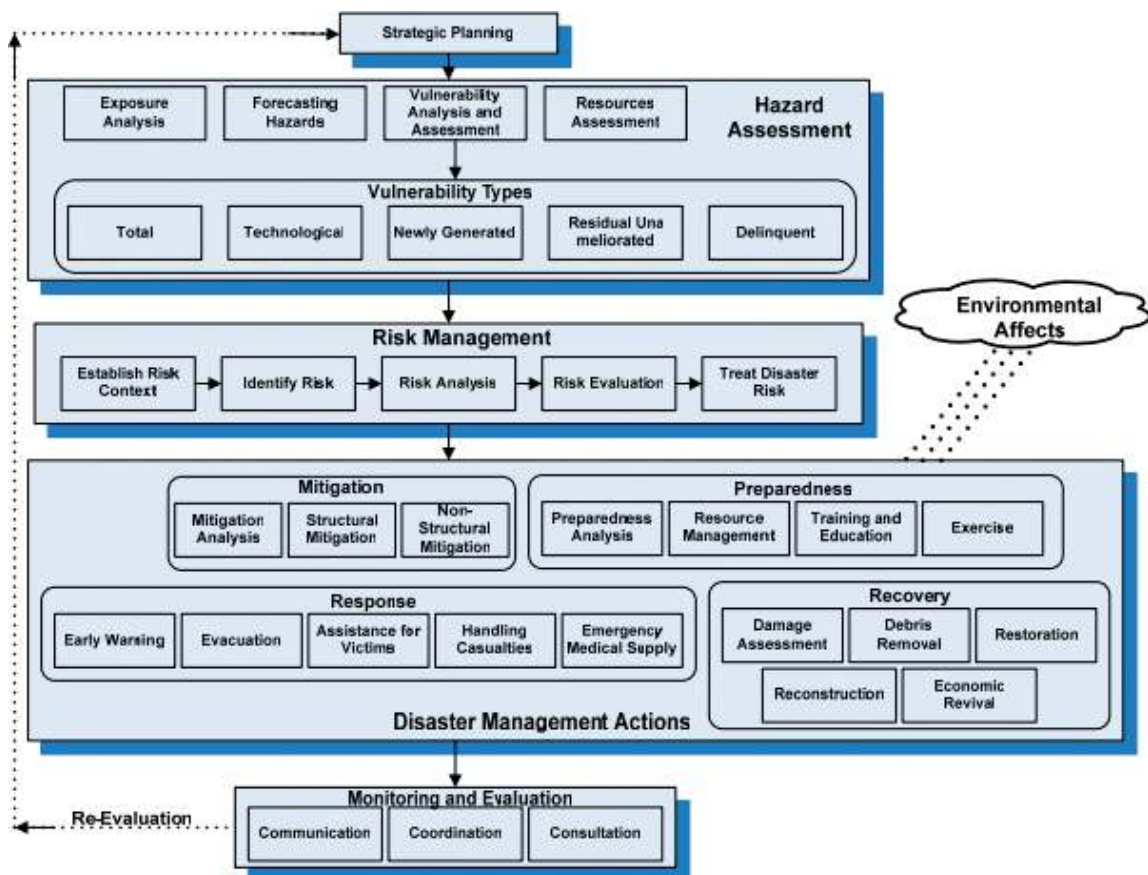 Strategic Planning
Hazard
Assessment
Exposure
Analysis
Forecasting
Hazards
Vulnerability
Analysis and
Assessment
Resources
Assessment
Vulnerability Types
Total
Technological
Newly Generated
Residual Una
meliorated
Delinquent
Environmental
Affects
Risk Management
Establish Risk
Context
Identify Risk
Risk Analysis
Risk Evaluation
Treat Disaster
Risk
Mitigation
Mitigation
Analysis
Structural
Mitigation
Non-
Structural
Mitigation
Preparedness
Preparedness
Analysis
Resource
Management
Training and
Education
Exercise
Response
Early Warning
Evacuation
Assistance for
Victims
Handling
Casualties
Emergency
Medical Supply
Recovery
Damage
Assessment
Debris
Removal
Restoration
Reconstruction
Economic
Revival
Disaster Management Actions
Monitoring and Evaluation
Communication
Coordination
Consultation
Re-Evaluation